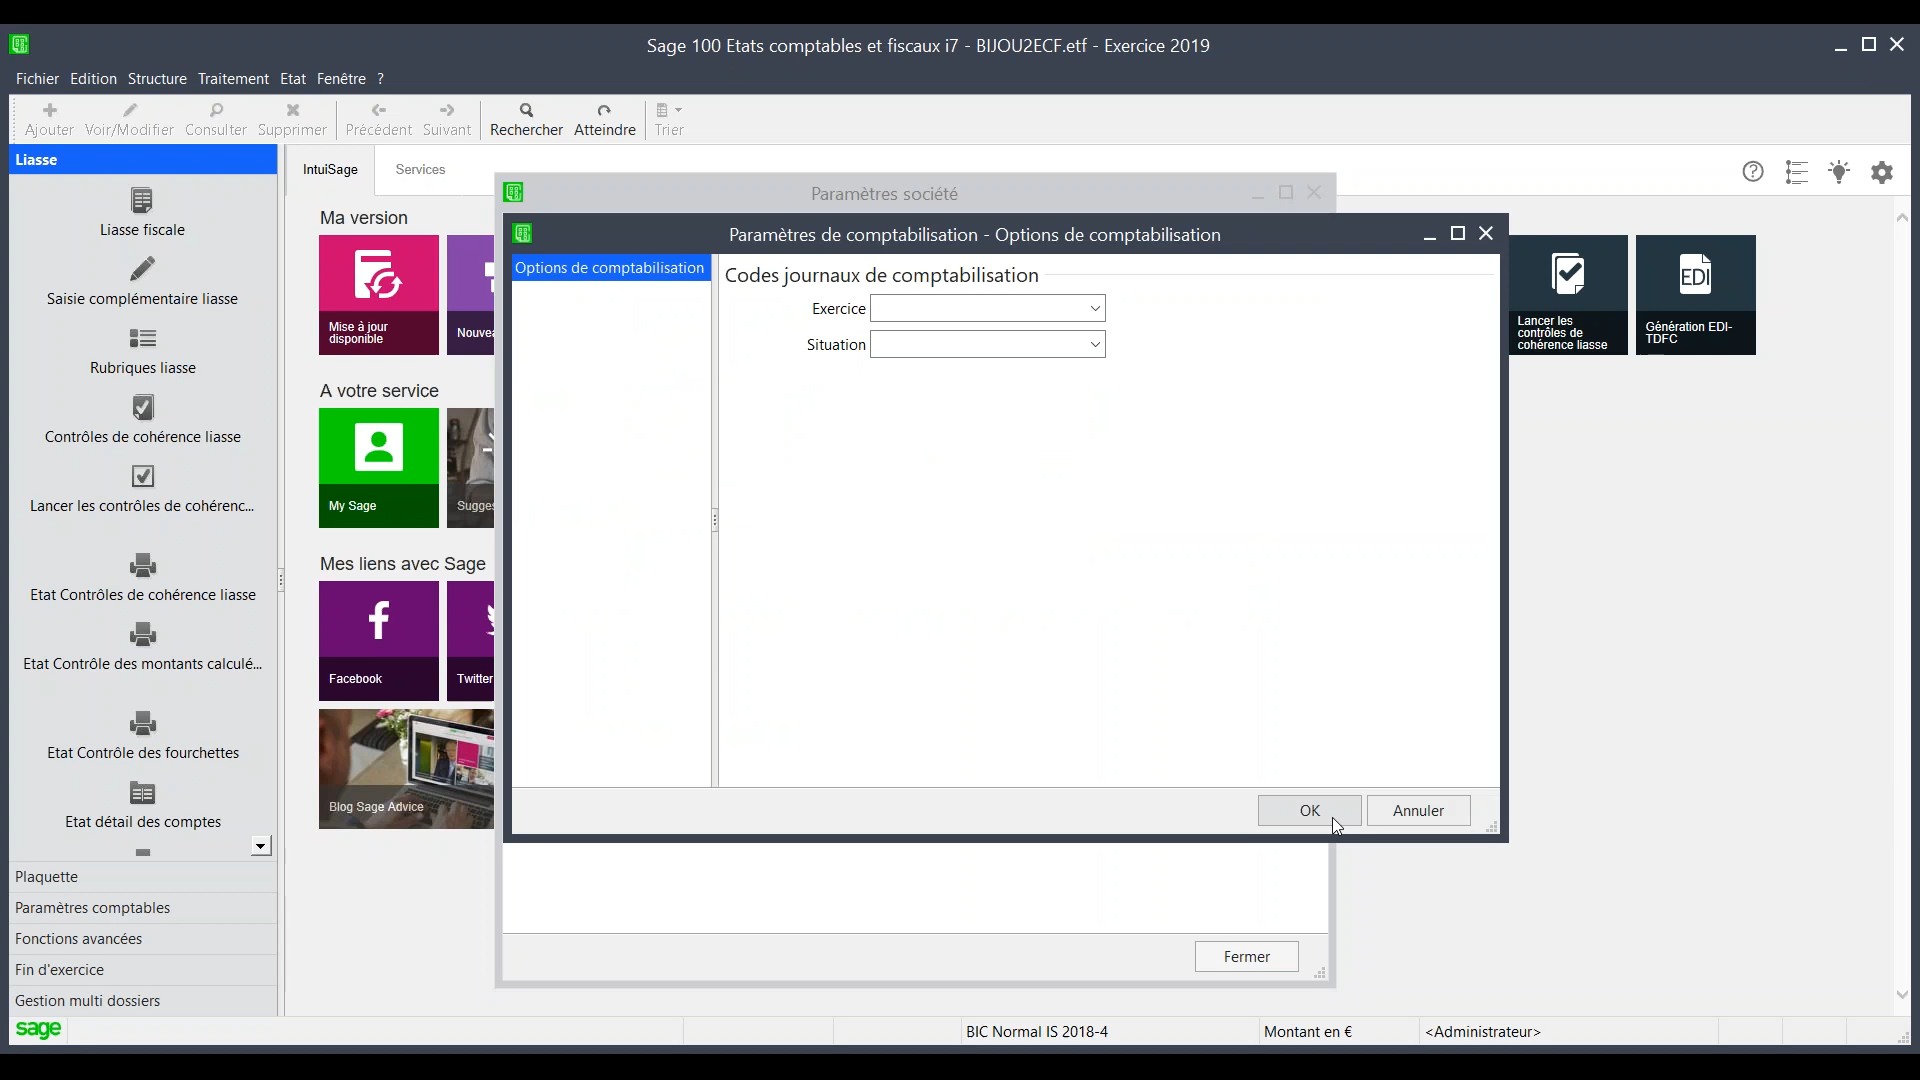 Sage 100 Etats comptables et fiscaux i7 - BIJOU2ECF.etf - Exercice 2019
Fichier Edition Structure Traitement Etat Fenêtre ?
Ajouter Voir/Modifier Consulter Supprimer Précédent Suivant Rechercher Atteindre Trier
Liasse
Liasse fiscale
Saisie complémentaire liasse
Rubriques liasse
Contrôles de cohérence liasse
Lancer les contrôles de cohérenc...
Etat Contrôles de cohérence liasse
Etat Contrôle des montants calculé...
Etat Contrôle des fourchettes
Etat détail des comptes
Plaquette
Paramètres comptables
Fonctions avancées
Fin d'exercice
Gestion multi dossiers
IntuiSage Services
Ma version
Mise à jour
disponible
Nouvea
A votre service
My Sage
Sugges
Mes liens avec Sage
Facebook
Twitter
Blog Sage Advice
Paramètres société
Paramètres de comptabilisation - Options de comptabilisation
Options de comptabilisation
Codes journaux de comptabilisation
Exercice
Situation
OK Annuler
Fermer
Lancer les
contrôles de
cohérence liasse
EDI
Génération EDI-
TDFC
sage
BIC Normal IS 2018-4 Montant en € <Administrateur>